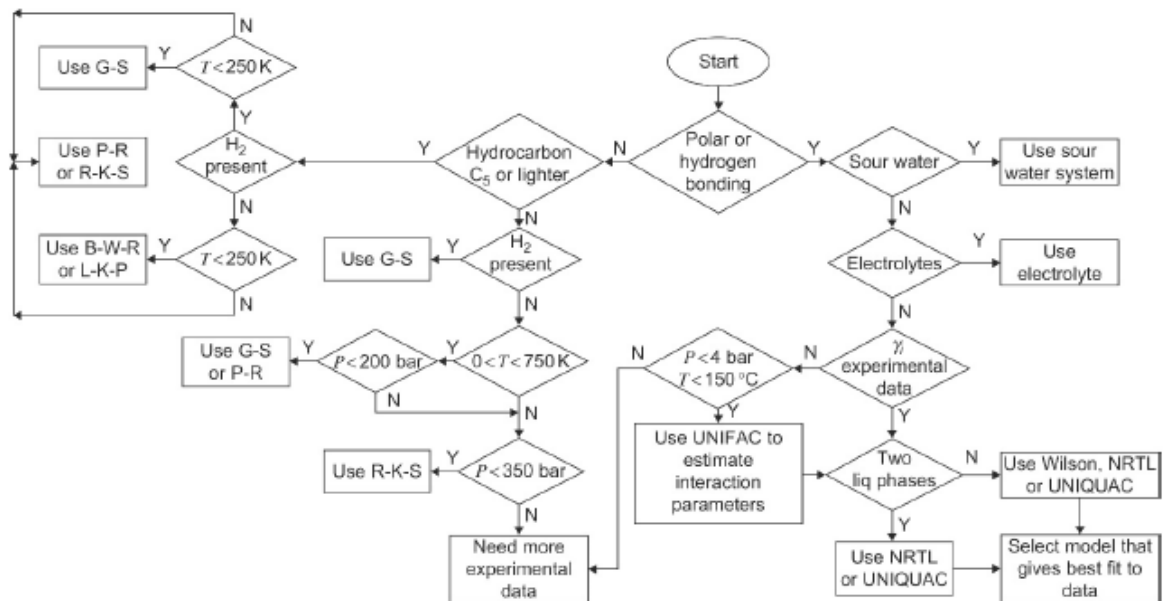 Start
Polar or
hydrogen
bonding
N
Y
Sour water
Y
Use sour
water system
N
Electrolytes
Y
Use
electrolyte
N
γi
experimental
data
N
Y
P<4 bar
T<150 °C
N
Y
Use UNIFAC to
estimate
interaction
parameters
Two
liq phases
N
Use Wilson, NRTL
or UNIQUAC
Y
Use NRTL
or UNIQUAC
Select model that
gives best fit to
data
Hydrocarbon
C5 or lighter
Y
N
H2
present
Y
Use G-S
N
0<T<750 K
Y
N
P<200 bar
Y
N
Use G-S
or P-R
P<350 bar
Y
Use R-K-S
N
Need more
experimental
data
H2
present
Y
N
T<250 K
Y
N
Use G-S
Use P-R
or R-K-S
T<250 K
Y
N
Use B-W-R
or L-K-P